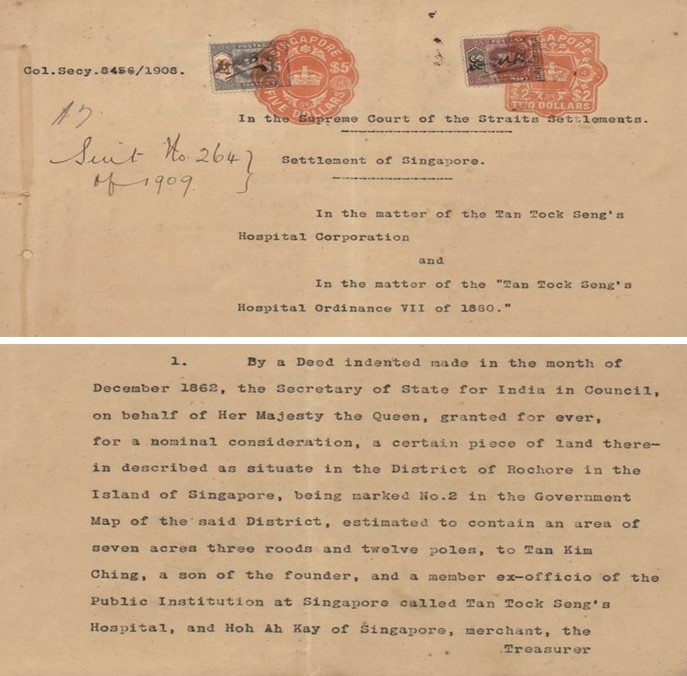 Col.Secy.8456/1908.
SINGAPORE
$5 $5
FIVE DOLLARS
SINGAPORE
$2 $2
TWO DOLLARS
In the Supreme Court of the Straits Settlements.
Suit No. 264
of 1909.
Settlement of Singapore.
In the matter of the Tan Tock Seng's
Hospital Corporation
and
In the matter of the "Tan Tock Seng's
Hospital Ordinance VII of 1880."
1. By a Deed indented made in the month of
December 1862, the Secretary of State for India in Council,
on behalf of Her Majesty the Queen, granted for ever,
for a nominal consideration, a certain piece of land there-
in described as situate in the District of Rochore in the
Island of Singapore, being marked No.2 in the Government
Map of the said District, estimated to contain an area of
seven acres three roods and twelve poles, to Tan Kim
Ching, a son of the founder, and a member ex-officio of the
Public Institution at Singapore called Tan Tock Seng's
Hospital, and Hoh Ah Kay of Singapore, merchant, the
Treasurer